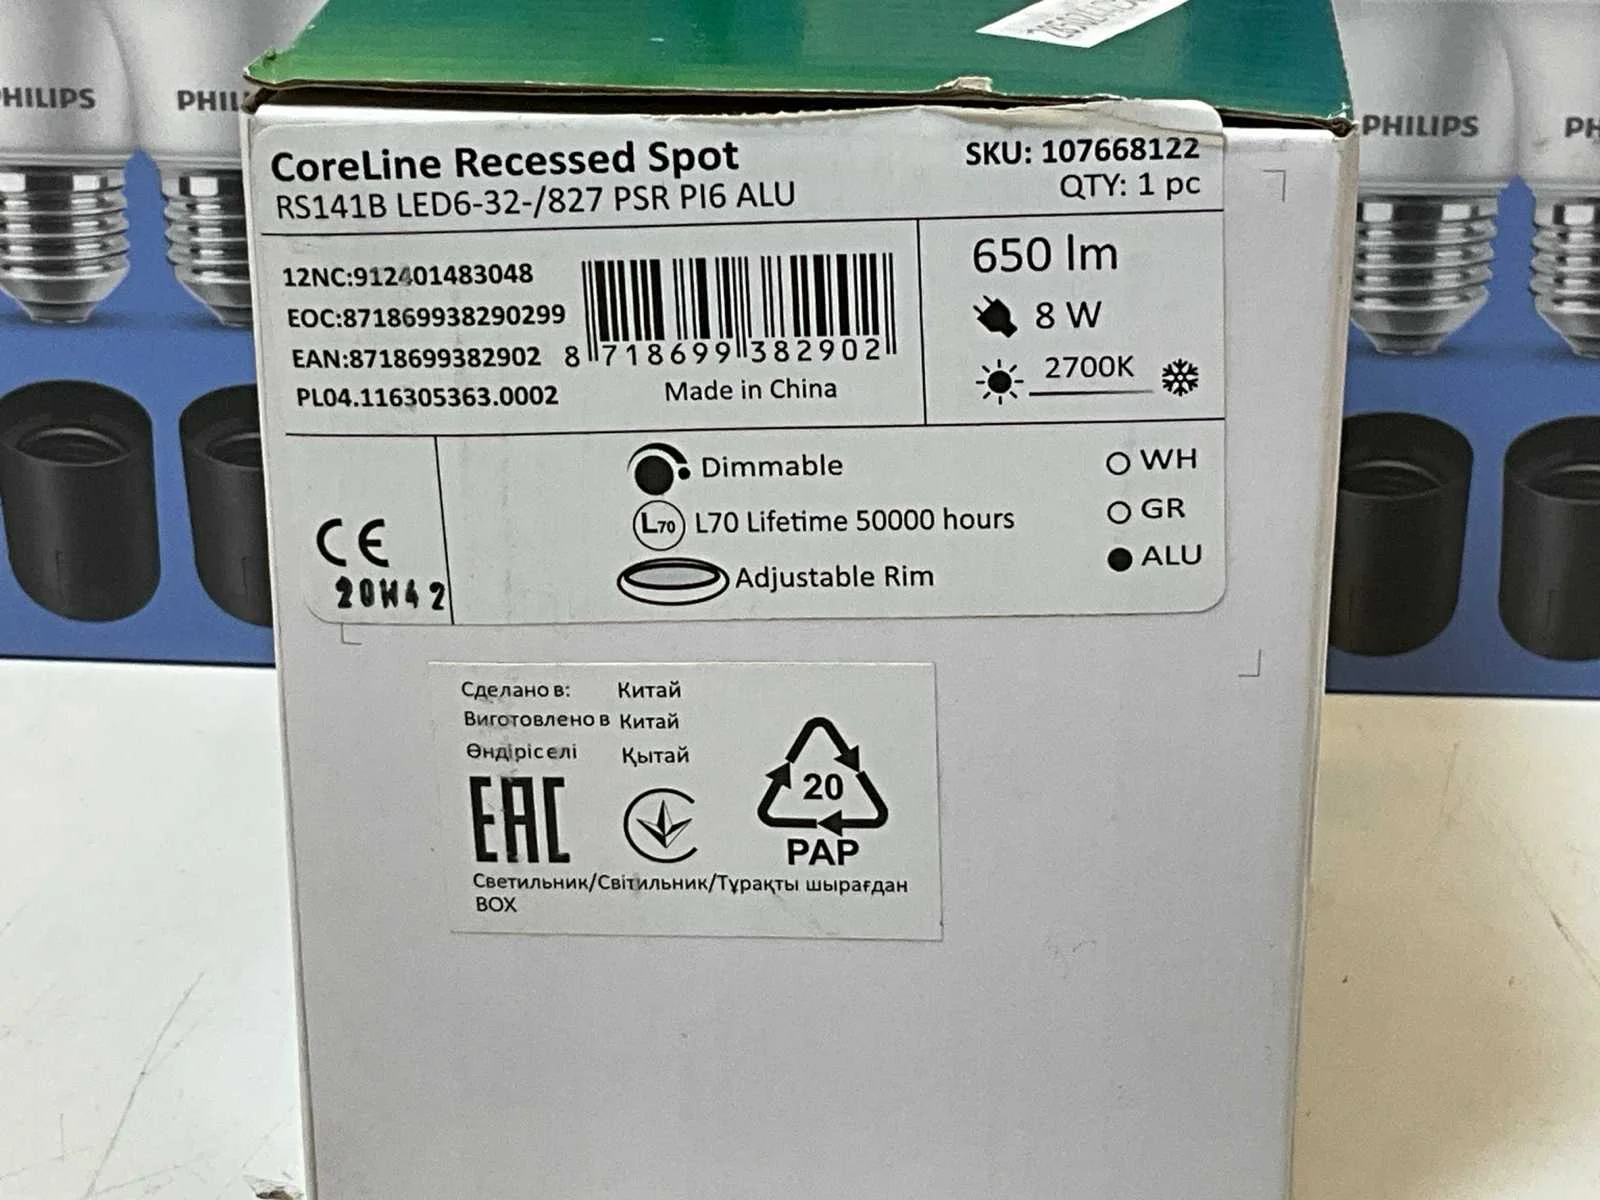 PHILIPS
PHIL
PHILIPS
PH
CoreLine Recessed Spot
RS141B LED6-32-/827 PSR PI6 ALU
SKU: 107668122
QTY: 1 pc
12NC:912401483048
EOC:871869938290299
EAN:8718699382902
PL04.116305363.0002
8 718699 382902
Made in China
650 lm
8 W
2700K
CE
20W42
Dimmable
L70 L70 Lifetime 50000 hours
Adjustable Rim
WH
GR
ALU
Сделано в: Китай
Виготовлено в Китай
Өндіріс елі Қытай
EAC
20
PAP
Светильник/Світильник/Тұрақты шырағдан
BOX